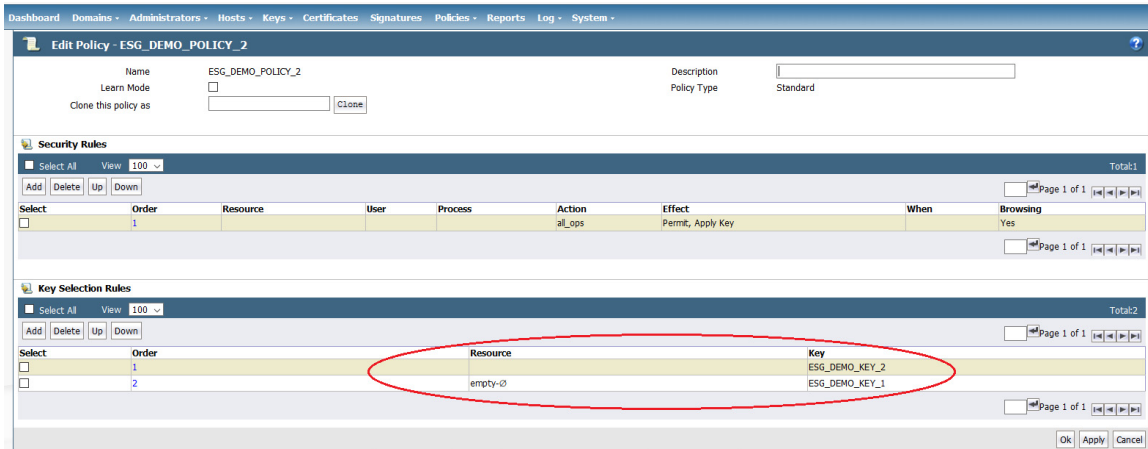 Dashboard Domains Administrators Hosts Keys Certificates Signatures Policies Reports Log System
Edit Policy - ESG_DEMO_POLICY_2 ?
Name ESG_DEMO_POLICY_2 Description
Learn Mode Policy Type Standard
Clone this policy as Clone
Security Rules
Select All View 100 Total:1
Add Delete Up Down Page 1 of 1
Select Order Resource User Process Action Effect When Browsing
1 all_ops Permit, Apply Key Yes
Page 1 of 1
Key Selection Rules
Select All View 100 Total:2
Add Delete Up Down Page 1 of 1
Select Order Resource Key
1 ESG_DEMO_KEY_2
2 empty-∅ ESG_DEMO_KEY_1
Page 1 of 1
Ok Apply Cancel